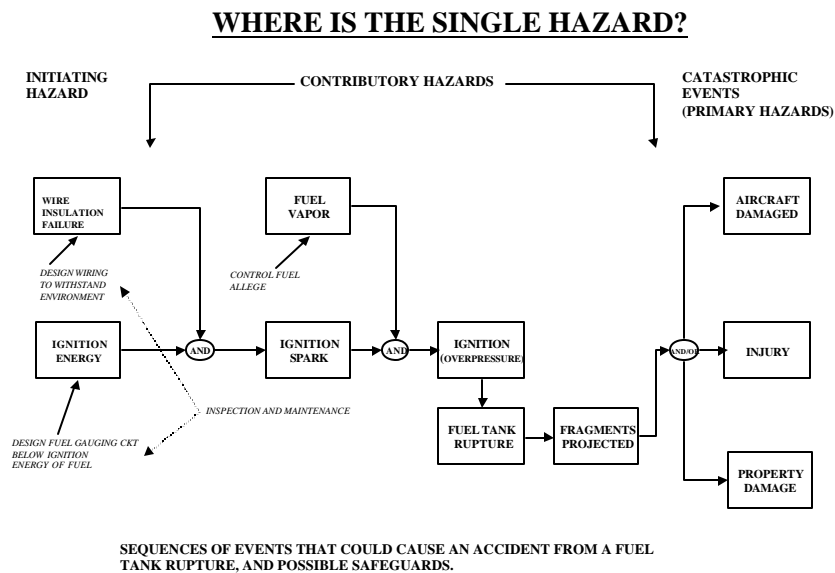 WHERE IS THE SINGLE HAZARD?
INITIATING
HAZARD
CONTRIBUTORY HAZARDS
CATASTROPHIC
EVENTS
(PRIMARY HAZARDS)
WIRE
INSULATION
FAILURE
FUEL
VAPOR
AIRCRAFT
DAMAGED
DESIGN WIRING
TO WITHSTAND
ENVIRONMENT
CONTROL FUEL
ALLEGE
IGNITION
ENERGY
AND
IGNITION
SPARK
AND
IGNITION
(OVERPRESSURE)
AND/OR
INJURY
INSPECTION AND MAINTENANCE
DESIGN FUEL GAUGING CKT
BELOW IGNITION
ENERGY OF FUEL
FUEL TANK
RUPTURE
FRAGMENTS
PROJECTED
PROPERTY
DAMAGE
SEQUENCES OF EVENTS THAT COULD CAUSE AN ACCIDENT FROM A FUEL
TANK RUPTURE, AND POSSIBLE SAFEGUARDS.